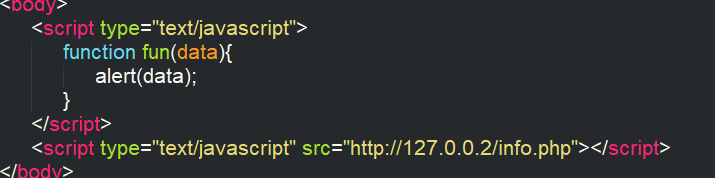 <body>
<script type="text/javascript">
function fun(data){
alert(data);
}
</script>
<script type="text/javascript" src="http://127.0.0.2/info.php"></script>
</body>